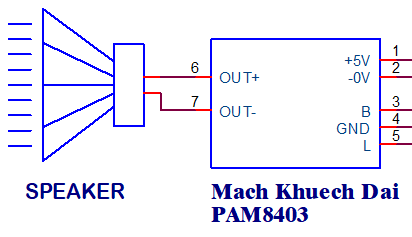 1
+5V
6
2
OUT+
-0V
7
3
OUT-
B
4
GND
5
L
SPEAKER
Mach Khuech Dai
PAM8403